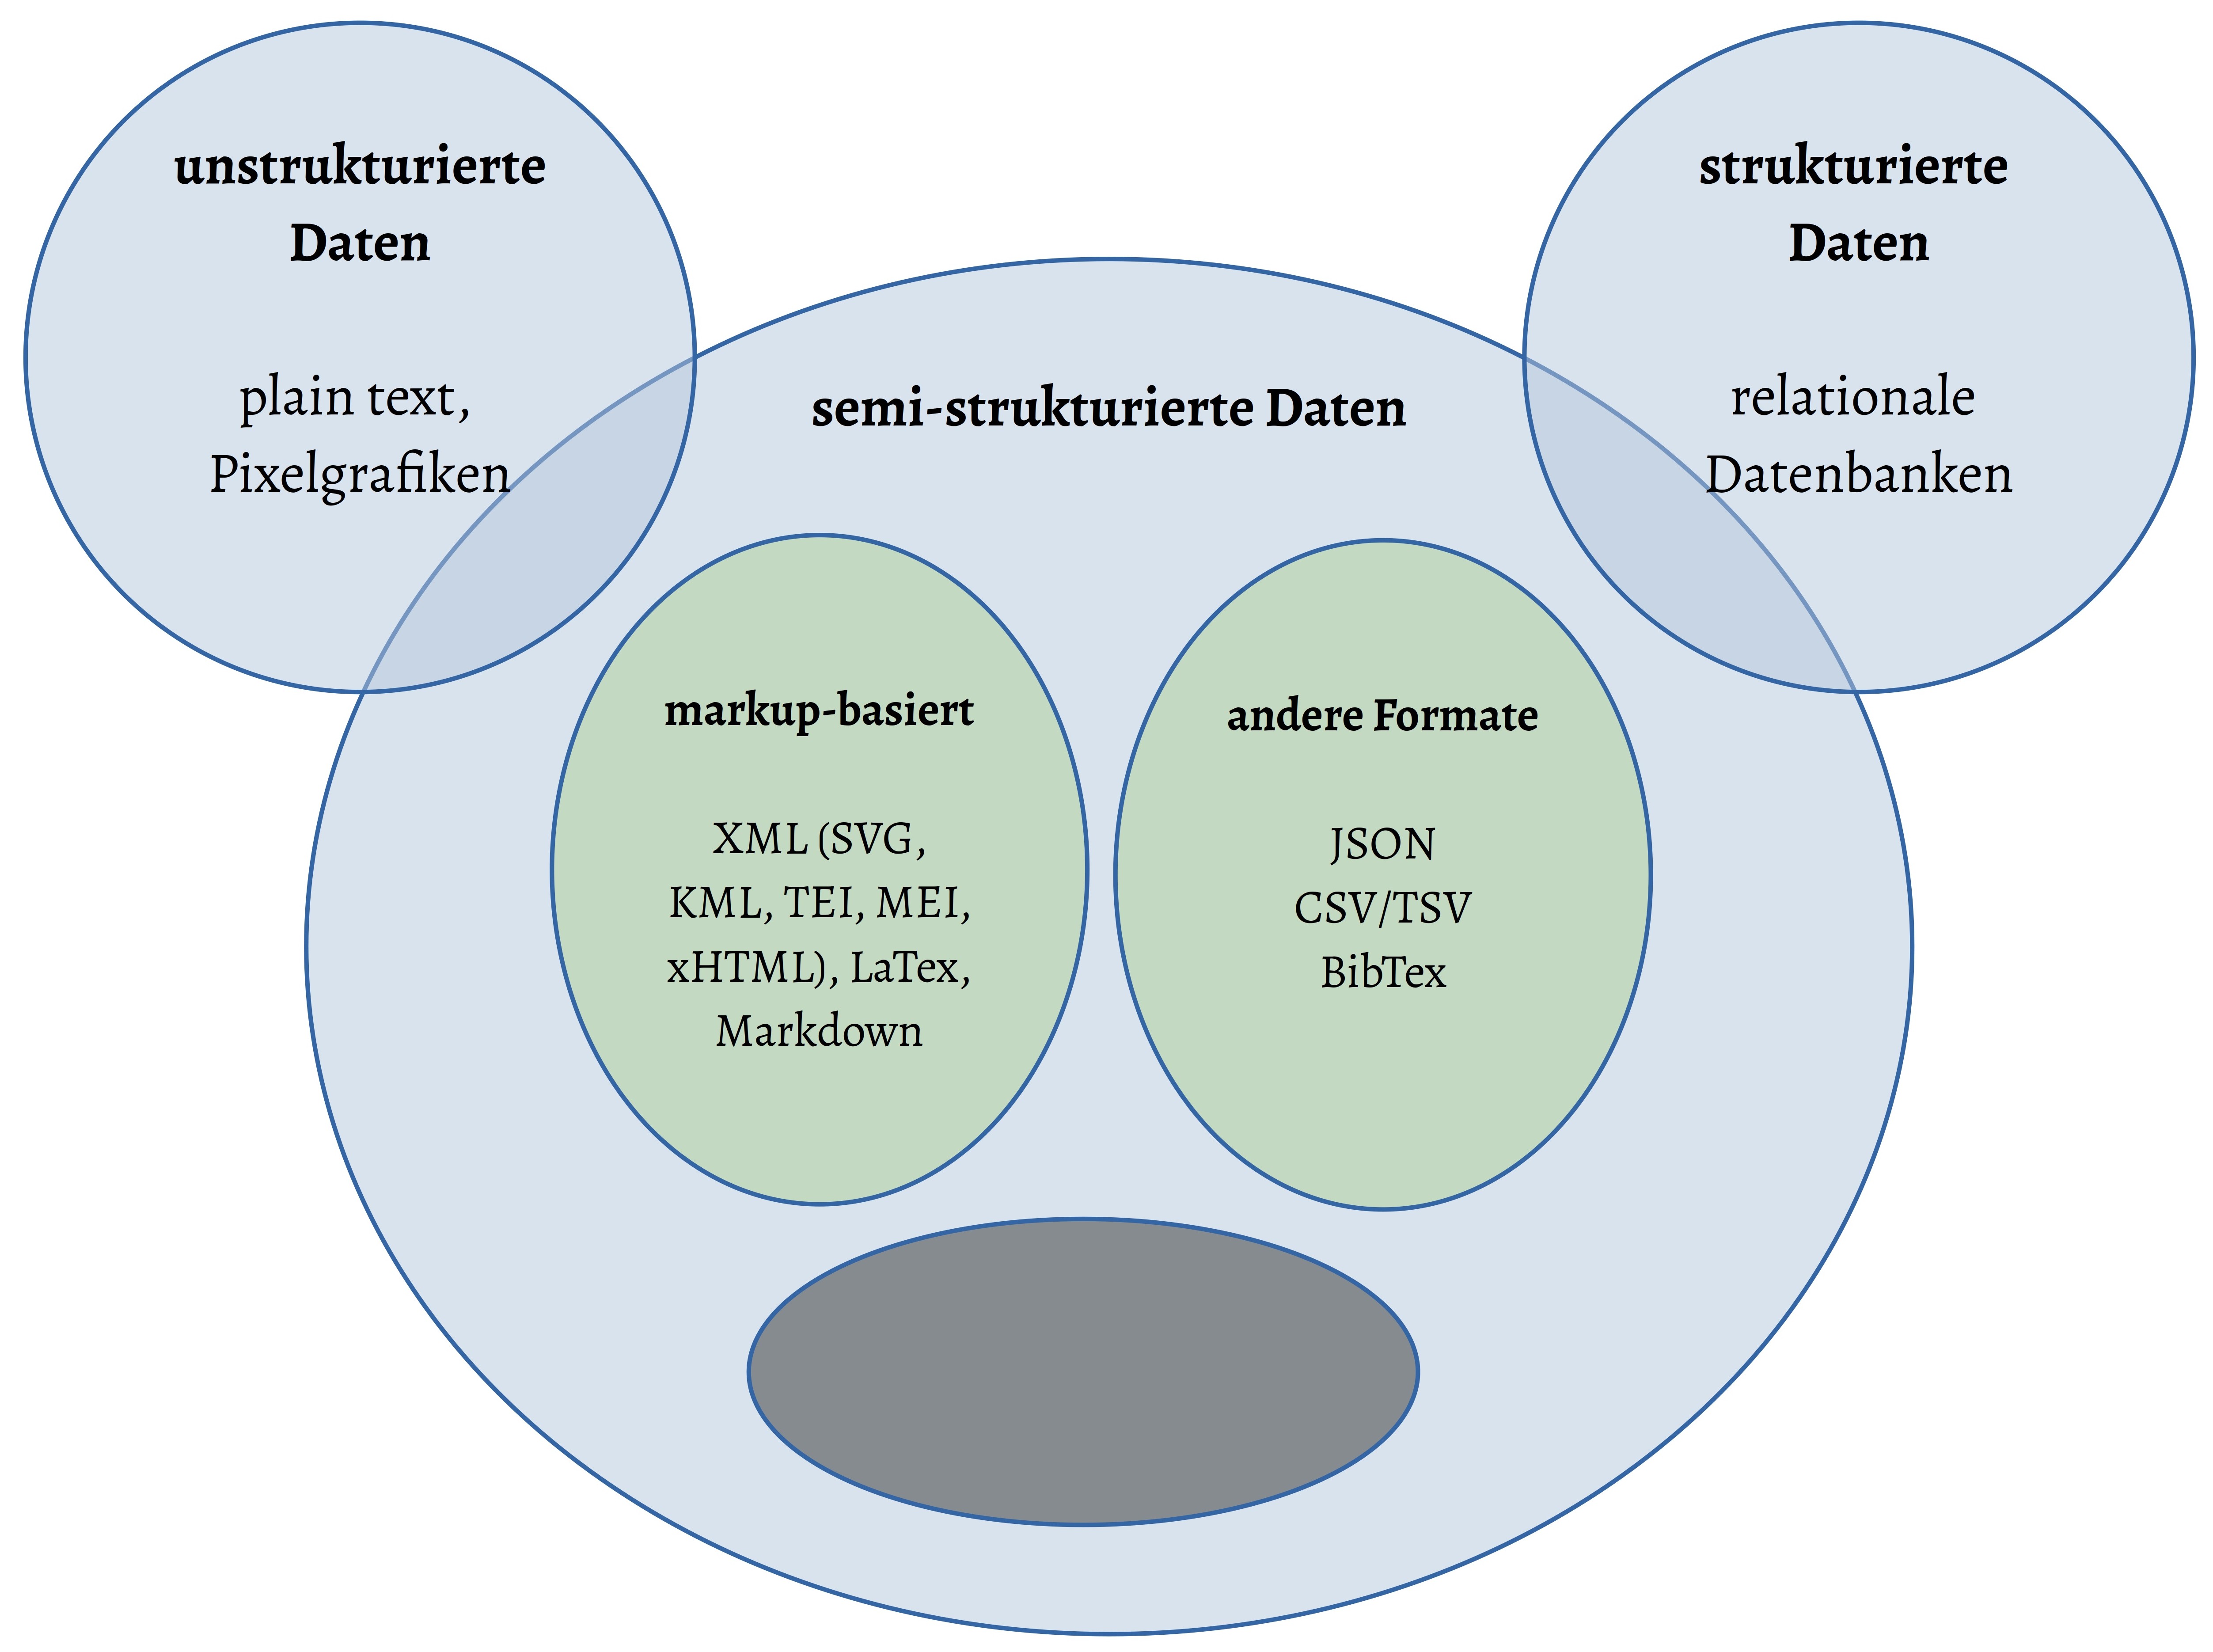 unstrukturierte
Daten
plain text,
Pixelgrafiken
strukturierte
Daten
relationale
Datenbanken
semi-strukturierte Daten
markup-basiert
XML (SVG,
KML, TEI, MEI,
xHTML), LaTex,
Markdown
andere Formate
JSON
CSV/TSV
BibTex